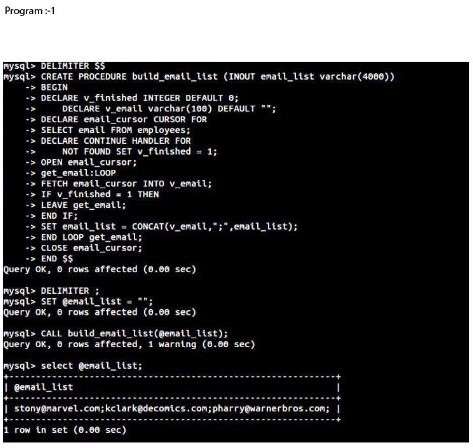 Program :-1
mysql> DELIMITER $$
mysql> CREATE PROCEDURE build_email_list (INOUT email_list varchar(4000))
-> BEGIN
-> DECLARE v_finished INTEGER DEFAULT 0;
-> DECLARE v_email varchar(100) DEFAULT "";
-> DECLARE email_cursor CURSOR FOR
-> SELECT email FROM employees;
-> DECLARE CONTINUE HANDLER FOR
-> NOT FOUND SET v_finished = 1;
-> OPEN email_cursor;
-> get_email:LOOP
-> FETCH email_cursor INTO v_email;
-> IF v_finished = 1 THEN
-> LEAVE get_email;
-> END IF;
-> SET email_list = CONCAT(v_email,";",email_list);
-> END LOOP get_email;
-> CLOSE email_cursor;
-> END $$
Query OK, 0 rows affected (0.00 sec)
mysql> DELIMITER ;
mysql> SET @email_list = "";
Query OK, 0 rows affected (0.00 sec)
mysql> CALL build_email_list(@email_list);
Query OK, 0 rows affected, 1 warning (0.00 sec)
mysql> select @email_list;
+-----------------------------------------------------------+
| @email_list |
+-----------------------------------------------------------+
| stony@marvel.com;kclark@decomics.com;pharry@warnerbros.com; |
+-----------------------------------------------------------+
1 row in set (0.00 sec)